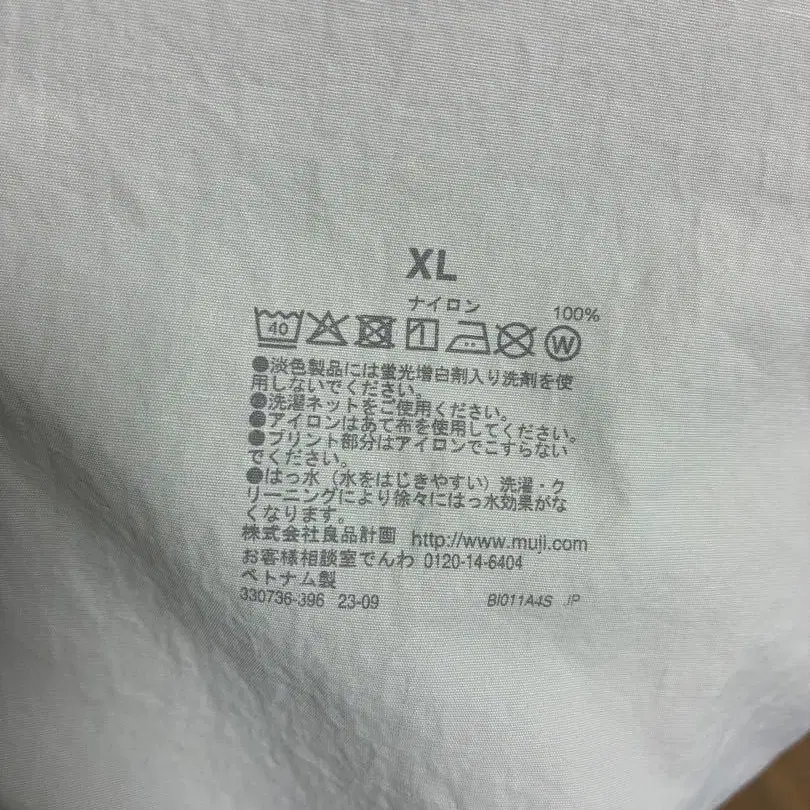 XL
ナイロン 100%
40 W
●淡色製品には蛍光増白剤入り洗剤を使
用しないでください。
●洗濯ネットをご使用ください。
●アイロンはあて布を使用してください。
●プリント部分はアイロンでこすらない
でください。
●はっ水（水をはじきやすい）洗濯・ク
リーニングにより徐々にはっ水効果がな
くなります。
株式会社良品計画 http://www.muji.com
お客様相談室でんわ 0120-14-6404
ベトナム製
330736-396 23-09 BI011A4S .JP